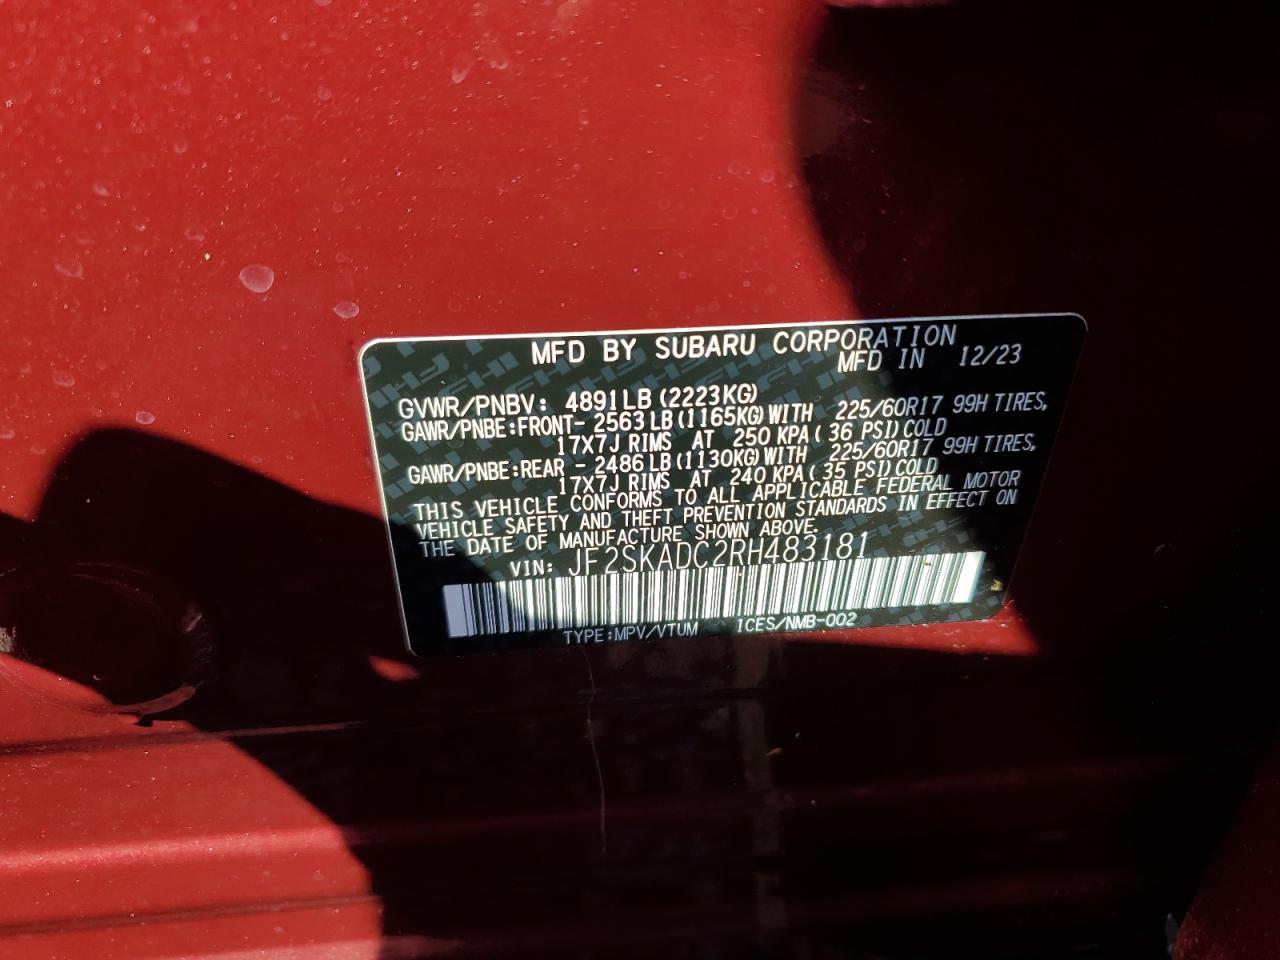 MFD BY SUBARU CORPORATION
MFD IN 12/23
GVWR/PNBV: 4891LB(2223KG)
GAWR/PNBE:FRONT- 2563LB(1165KG)WITH 225/60R17 99H TIRES,
17X7J RIMS AT 250 KPA( 36 PSI)COLD
GAWR/PNBE:REAR - 2486LB(1130KG)WITH 225/60R17 99H TIRES,
17X7J RIMS AT 240 KPA( 35 PSI)COLD
THIS VEHICLE CONFORMS TO ALL APPLICABLE FEDERAL MOTOR
VEHICLE SAFETY AND THEFT PREVENTION STANDARDS IN EFFECT ON
THE DATE OF MANUFACTURE SHOWN ABOVE.
VIN: JF2SKADC2RH483181
TYPE:MPV/VTUM ICES/NMB-002